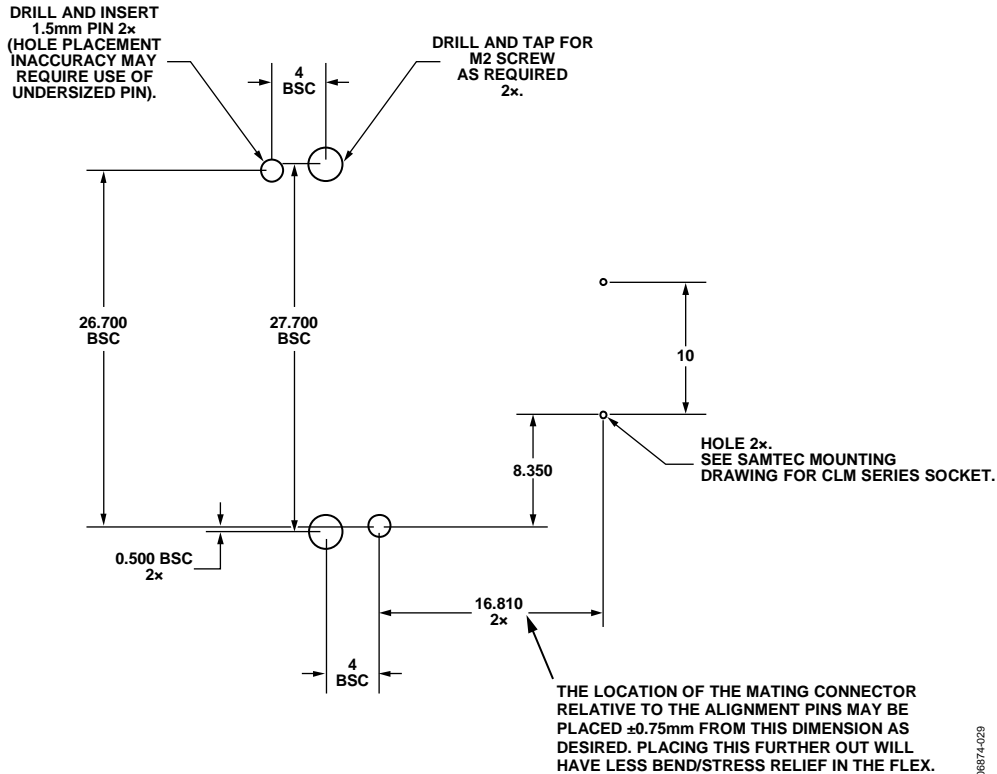 DRILL AND INSERT
1.5mm PIN 2×
(HOLE PLACEMENT
INACCURACY MAY
REQUIRE USE OF
UNDERSIZED PIN).
4
BSC
DRILL AND TAP FOR
M2 SCREW
AS REQUIRED
2×.
26.700
BSC
27.700
BSC
10
8.350
HOLE 2×.
SEE SAMTEC MOUNTING
DRAWING FOR CLM SERIES SOCKET.
0.500 BSC
2×
16.810
2×
4
BSC
THE LOCATION OF THE MATING CONNECTOR
RELATIVE TO THE ALIGNMENT PINS MAY BE
PLACED ±0.75mm FROM THIS DIMENSION AS
DESIRED. PLACING THIS FURTHER OUT WILL
HAVE LESS BEND/STRESS RELIEF IN THE FLEX.
06874-029